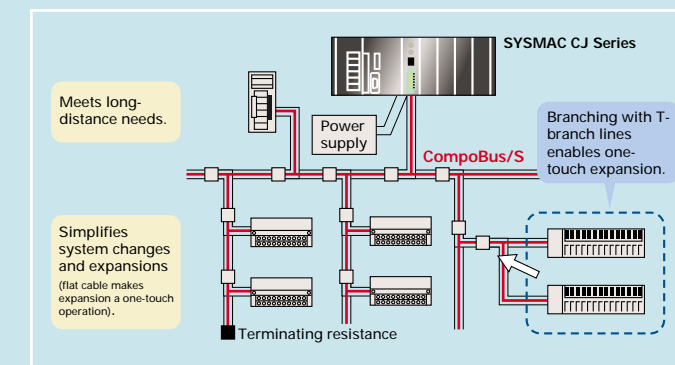 SYSMAC CJ Series
Meets long-
distance needs.
Power
supply
CompoBus/S
Branching with T-
branch lines
enables one-
touch expansion.
Simplifies
system changes
and expansions
(flat cable makes
expansion a one-touch
operation).
Terminating resistance